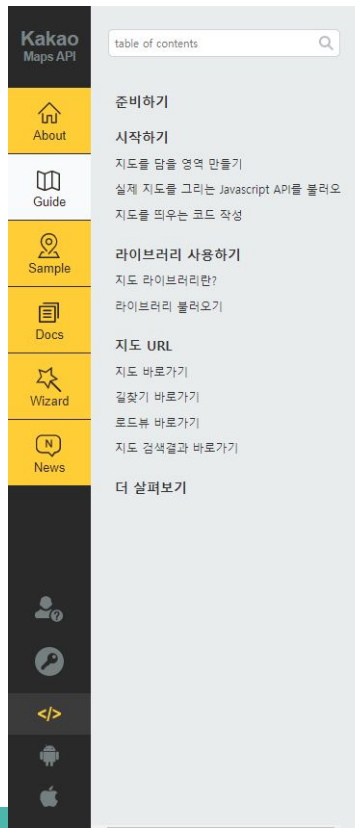 Kakao
Maps API
About
Guide
Sample
Docs
Wizard
N
News
</>
table of contents
준비하기
시작하기
지도를 담을 영역 만들기
실제 지도를 그리는 Javascript API를 불러오
지도를 띄우는 코드 작성
라이브러리 사용하기
지도 라이브러리란?
라이브러리 불러오기
지도 URL
지도 바로가기
길찾기 바로가기
로드뷰 바로가기
지도 검색결과 바로가기
더 살펴보기